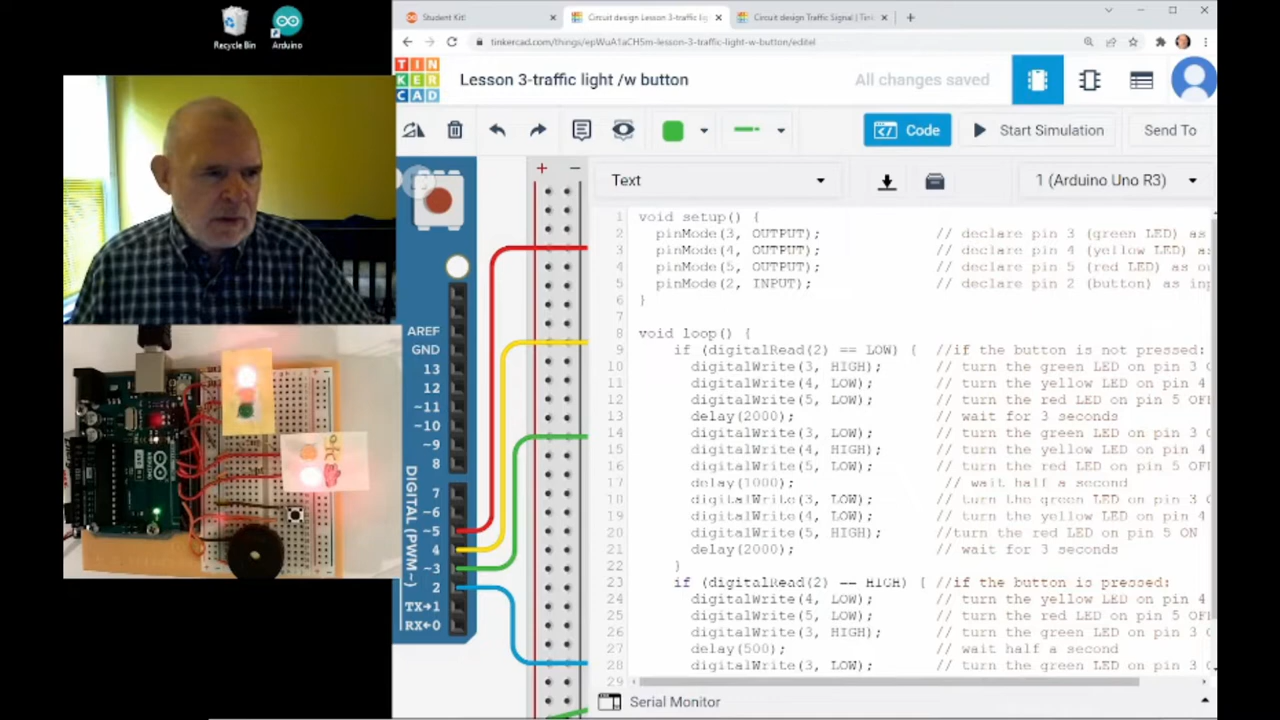 Recycle Bin
Arduino
Student Kit!
Circuit design Lesson 3-traffic lig
Circuit design Traffic Signal | Tin
tinkercad.com/things/epWuA1aCH5m-lesson-3-traffic-light-w-button/editel
TIN
KER
CAD
Lesson 3-traffic light /w button
All changes saved
Code
Start Simulation
Send To
Text
1 (Arduino Uno R3)
AREF
GND
13
12
~11
~10
~9
8
7
~6
~5
4
~3
2
TX→1
RX←0
DIGITAL (PWM~)
+ −
1 void setup() {
2 pinMode(3, OUTPUT); // declare pin 3 (green LED) as
3 pinMode(4, OUTPUT); // declare pin 4 (yellow LED) as
4 pinMode(5, OUTPUT); // declare pin 5 (red LED) as ou
5 pinMode(2, INPUT); // declare pin 2 (button) as inp
6 }
7
8 void loop() {
9 if (digitalRead(2) == LOW) { //if the button is not pressed:
10 digitalWrite(3, HIGH); // turn the green LED on pin 3 O
11 digitalWrite(4, LOW); // turn the yellow LED on pin 4
12 digitalWrite(5, LOW); // turn the red LED on pin 5 OFF
13 delay(2000); // wait for 3 seconds
14 digitalWrite(3, LOW); // turn the green LED on pin 3 O
15 digitalWrite(4, HIGH); // turn the yellow LED on pin 4
16 digitalWrite(5, LOW); // turn the red LED on pin 5 OFF
17 delay(1000); // wait half a second
18 digitalWrite(3, LOW); // turn the green LED on pin 3 O
19 digitalWrite(4, LOW); // turn the yellow LED on pin 4
20 digitalWrite(5, HIGH); //turn the red LED on pin 5 ON
21 delay(2000); // wait for 3 seconds
22 }
23 if (digitalRead(2) == HIGH) { //if the button is pressed:
24 digitalWrite(4, LOW); // turn the yellow LED on pin 4
25 digitalWrite(5, LOW); // turn the red LED on pin 5 OFF
26 digitalWrite(3, HIGH); // turn the green LED on pin 3 O
27 delay(500); // wait half a second
28 digitalWrite(3, LOW); // turn the green LED on pin 3 O
29
Serial Monitor